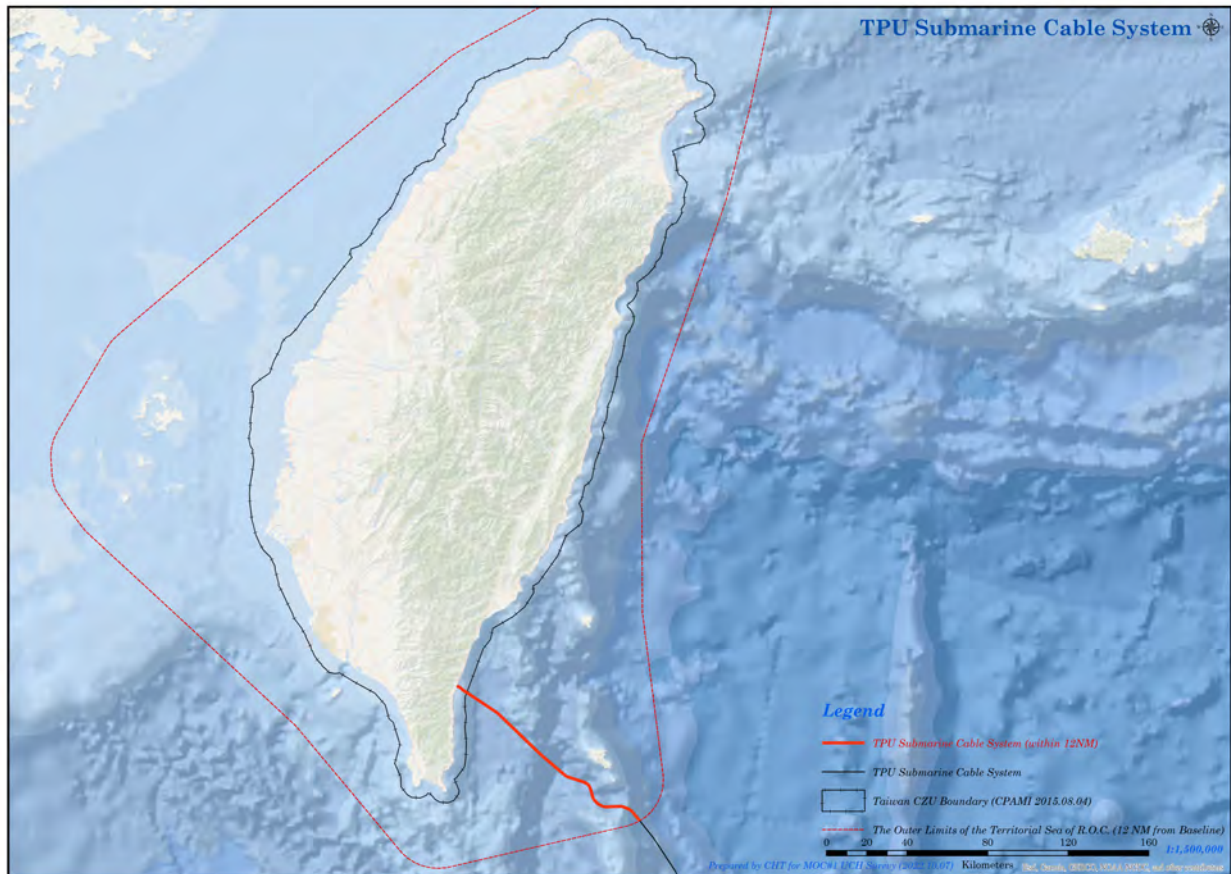 TPU Submarine Cable System
Legend
TPU Submarine Cable System (within 12NM)
TPU Submarine Cable System
Taiwan CZU Boundary (CPAMI 2015.08.04)
The Outer Limits of the Territorial Sea of R.O.C. (12 NM from Baseline)
0 20 40 80 120 160
Kilometers
1:1,500,000
Prepared by CHT for MOC#1 UCH Survey (2022.10.07)